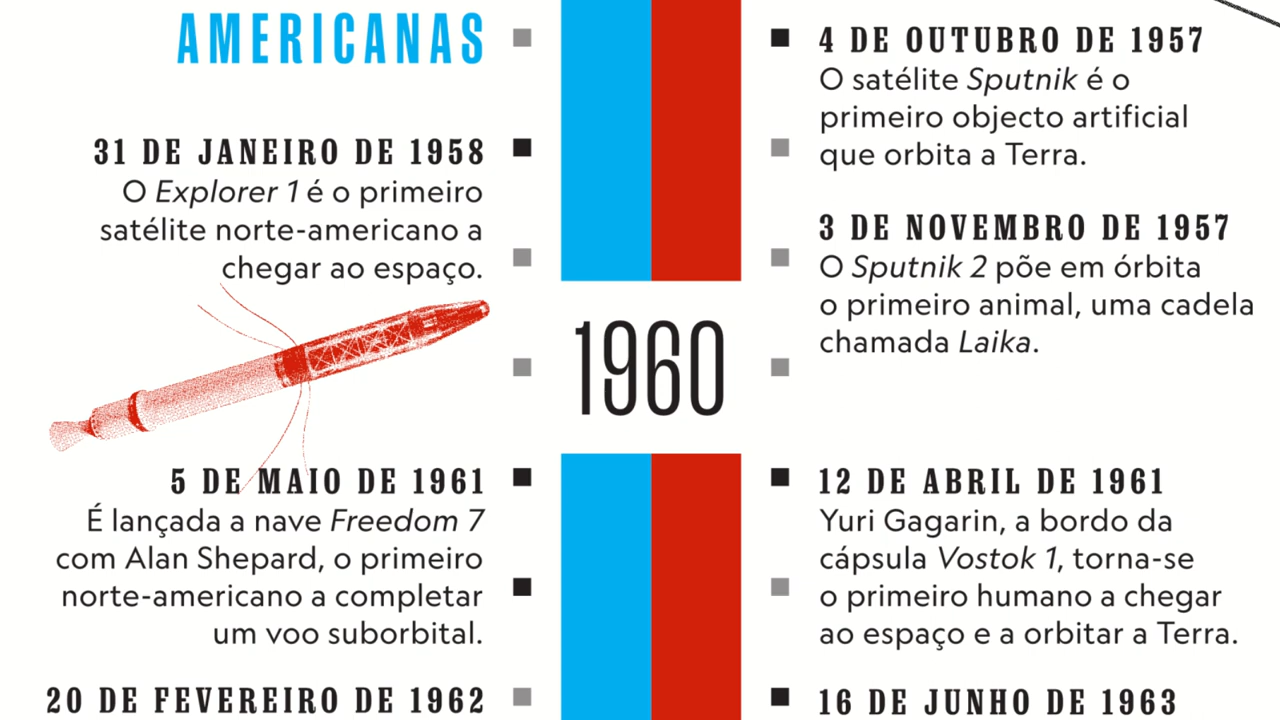 AMERICANAS
31 DE JANEIRO DE 1958
O Explorer 1 é o primeiro
satélite norte-americano a
chegar ao espaço.
5 DE MAIO DE 1961
É lançada a nave Freedom 7
com Alan Shepard, o primeiro
norte-americano a completar
um voo suborbital.
20 DE FEVEREIRO DE 1962
1960
4 DE OUTUBRO DE 1957
O satélite Sputnik é o
primeiro objecto artificial
que orbita a Terra.
3 DE NOVEMBRO DE 1957
O Sputnik 2 põe em órbita
o primeiro animal, uma cadela
chamada Laika.
12 DE ABRIL DE 1961
Yuri Gagarin, a bordo da
cápsula Vostok 1, torna-se
o primeiro humano a chegar
ao espaço e a orbitar a Terra.
16 DE JUNHO DE 1963